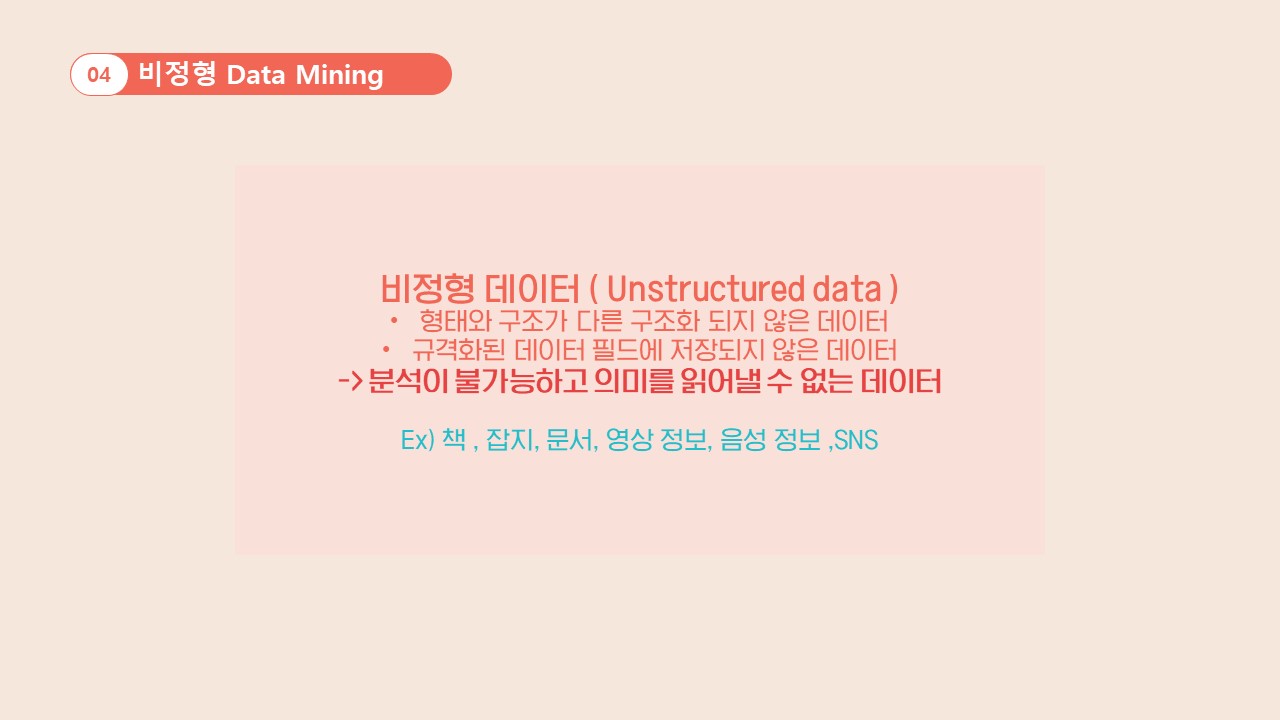 04 비정형 Data Mining
비정형 데이터 ( Unstructured data )
• 형태와 구조가 다른 구조화 되지 않은 데이터
• 규격화된 데이터 필드에 저장되지 않은 데이터
-> 분석이 불가능하고 의미를 읽어낼 수 없는 데이터
Ex) 책 , 잡지, 문서, 영상 정보, 음성 정보 ,SNS